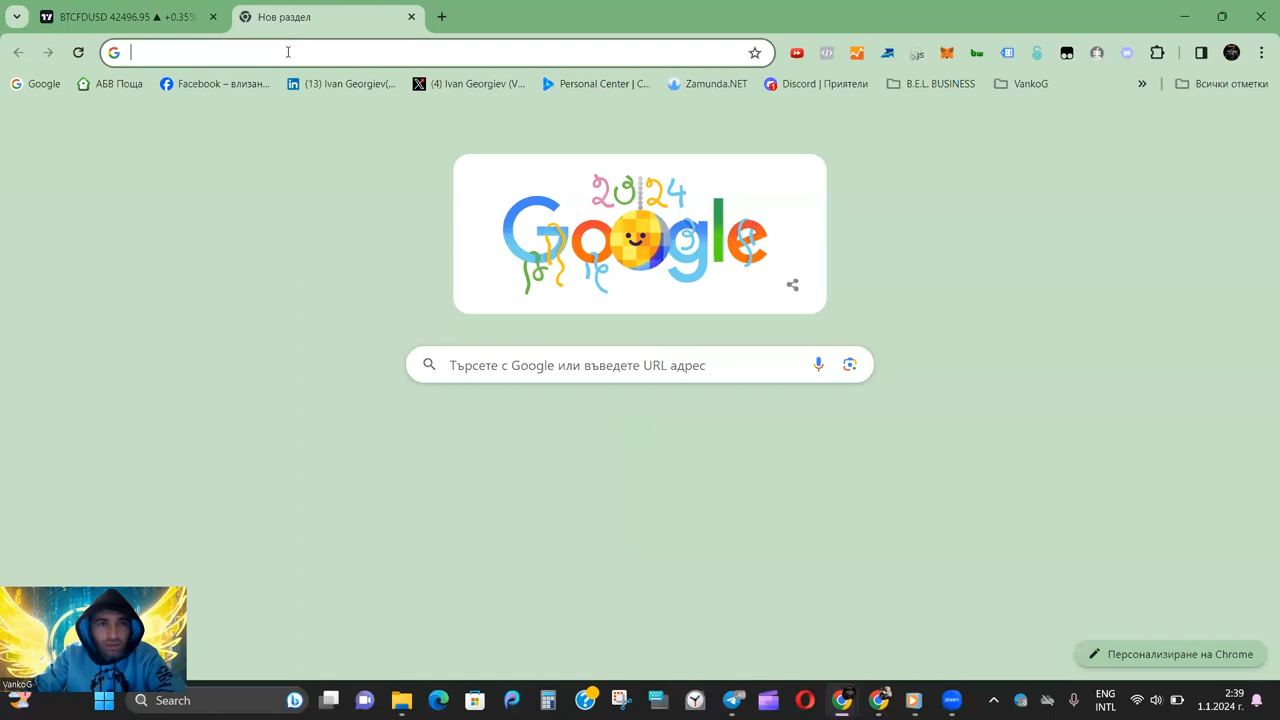 BTCFDUSD 42496.95 ▲ +0.35%
Нов раздел
Google
АБВ Поща
Facebook – влизан...
(13) Ivan Georgiev(...
(4) Ivan Georgiev (V...
Personal Center | C...
Zamunda.NET
Discord | Приятели
B.E.L. BUSINESS
VankoG
Всички отметки
2024
Google
Търсете с Google или въведете URL адрес
Персонализиране на Chrome
VankoG
Search
ENG
INTL
2:39
1.1.2024 г.